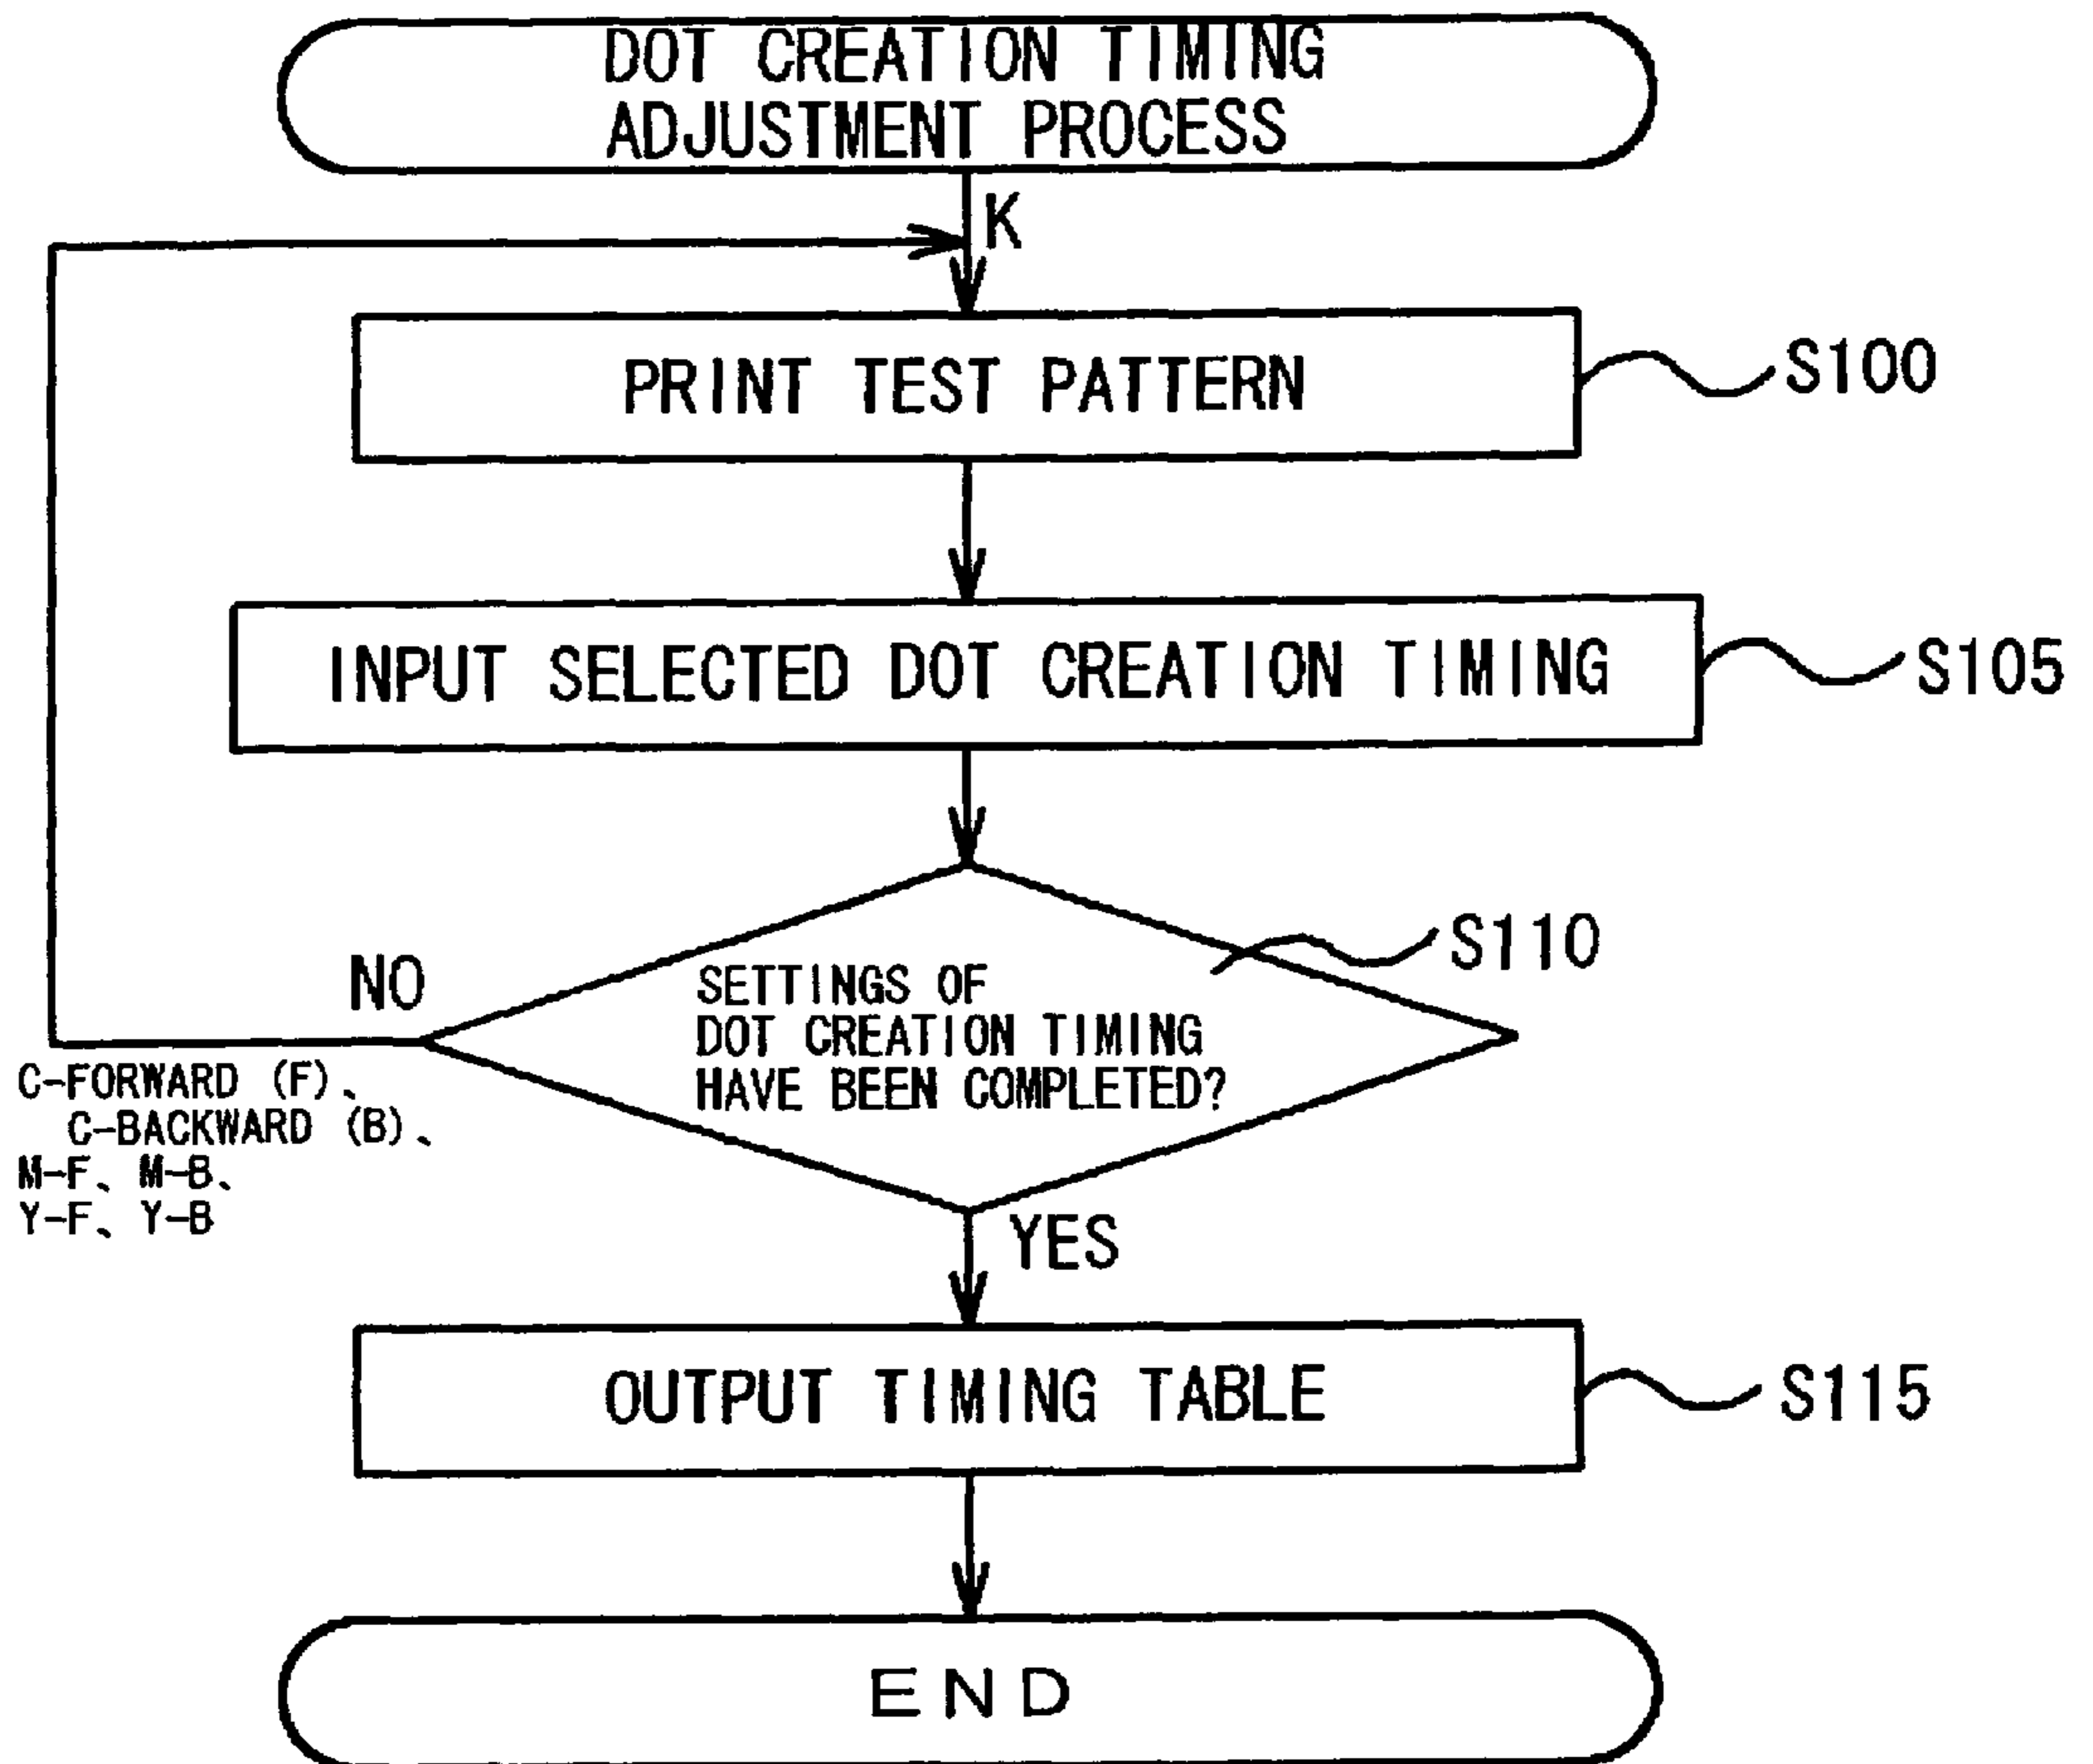 DOT CREATION TIMING
ADJUSTMENT PROCESS
K
PRINT TEST PATTERN
S100
INPUT SELECTED DOT CREATION TIMING
S105
S110
NO
SETTINGS OF
DOT CREATION TIMING
HAVE BEEN COMPLETED?
C-FORWARD (F)、
C-BACKWARD (B)、
M-F、M-B、
Y-F、Y-B
YES
OUTPUT TIMING TABLE
S115
END